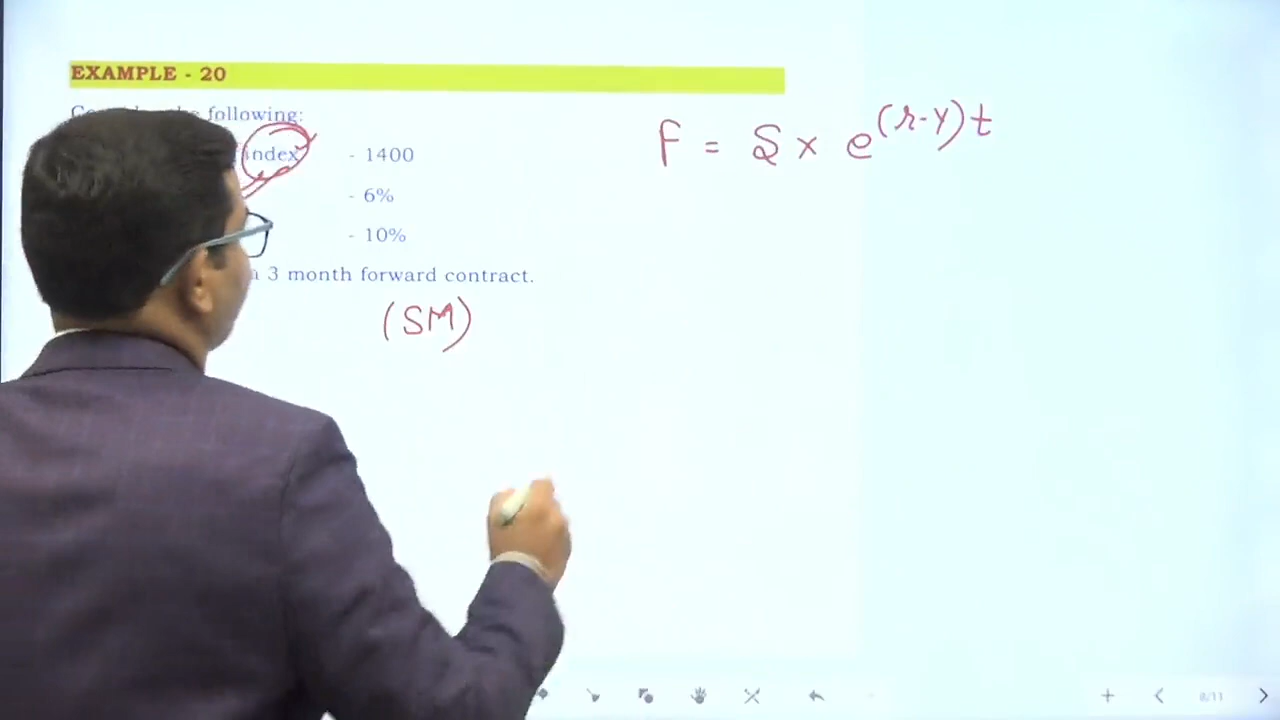 EXAMPLE - 20
following:
index - 1400
- 6%
- 10%
3 month forward contract.
(SM)
F = S × e^(r-y)t